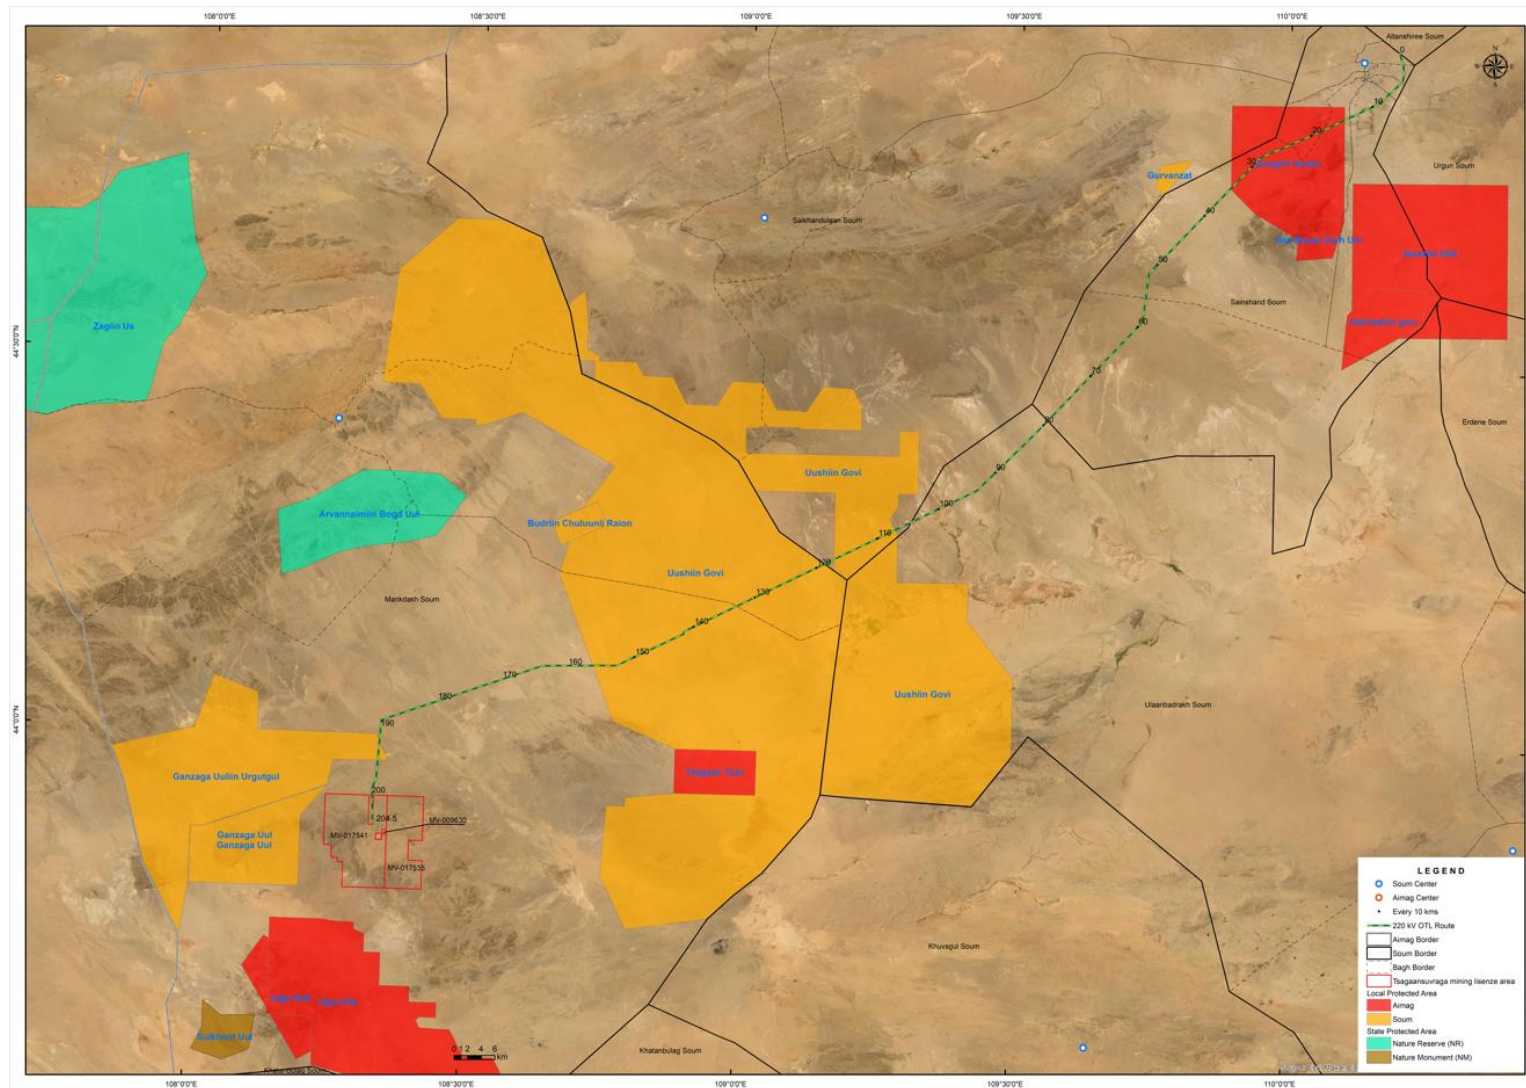 108°0'0"E
108°30'0"E
109°0'0"E
109°30'0"E
110°0'0"E
Altanshiree Soum
0
N
W
E
S
10
20
30
Urgun Soum
Gurvanzat
40
Saikhandulaan Soum
50
Sainshand Soum
Zagiin Us
60
44°30'0"N
70
80
Erdene Soum
90
Uushiin Govi
100
Arvannaimiin Bogd Uul
Budriin Chuluunii Raion
110
120
Uushiin Govi
130
Mankdakh Soum
140
150
160
170
180
Uushiin Govi
Ulaanbadrakh Soum
44°0'0"N
190
Tsagaan Tsav
Ganzaga Uuliin Urgutgul
200
204.5
MV-009630
MV-017541
Ganzaga Uul
Ganzaga Uul
MV-017535
LEGEND
Soum Center
Aimag Center
Every 10 kms
220 kV OTL Route
Aimag Border
Soum Border
Bagh Border
Tsagaansuvraga mining lisenze area
Local Protected Area
Aimag
Soum
State Protected Area
Nature Reserve (NR)
Nature Monument (NM)
Khuvsgul Soum
Suikhent Uul
0 1 2 4 6
km
Khatanbulag Soum
108°0'0"E
108°30'0"E
109°0'0"E
109°30'0"E
110°0'0"E